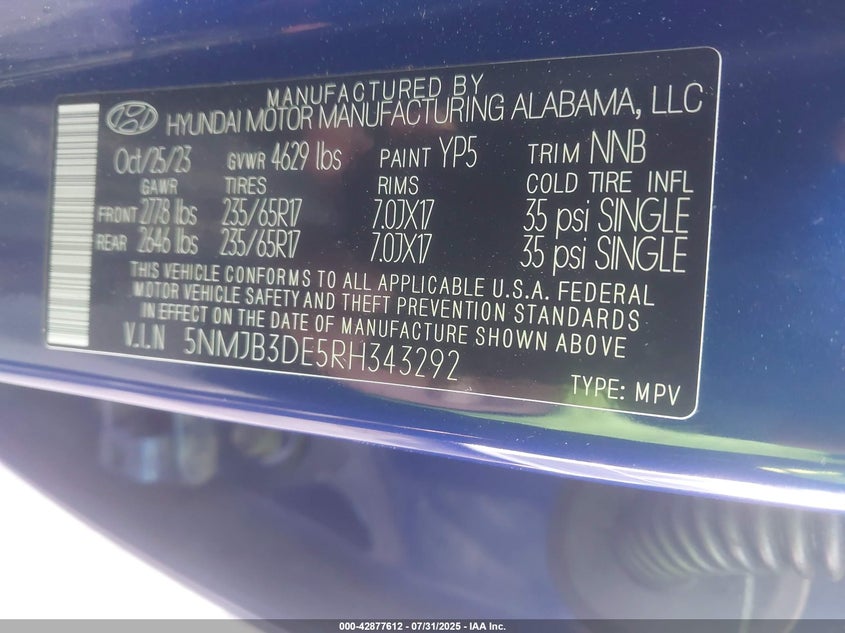 MANUFACTURED BY
HYUNDAI MOTOR MANUFACTURING ALABAMA, LLC
Oct/25/23 GVWR 4629 lbs PAINT YP5 TRIM NNB
GAWR TIRES RIMS COLD TIRE INFL
FRONT 2778 lbs 235/65R17 7.0JX17 35 psi SINGLE
REAR 2646 lbs 235/65R17 7.0JX17 35 psi SINGLE
THIS VEHICLE CONFORMS TO ALL APPLICABLE U.S.A. FEDERAL
MOTOR VEHICLE SAFETY AND THEFT PREVENTION STANDARDS
IN EFFECT ON THE DATE OF MANUFACTURE SHOWN ABOVE
V.I.N 5NMJB3DE5RH343292
TYPE: MPV
000-42877612 - 07/31/2025 - IAA Inc.